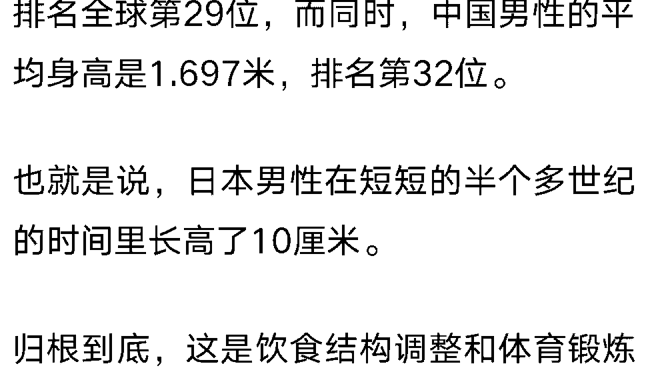 排名全球第29位，而同时，中国男性的平
均身高是1.697米，排名第32位。
也就是说，日本男性在短短的半个多世纪
的时间里长高了10厘米。
归根到底，这是饮食结构调整和体育锻炼